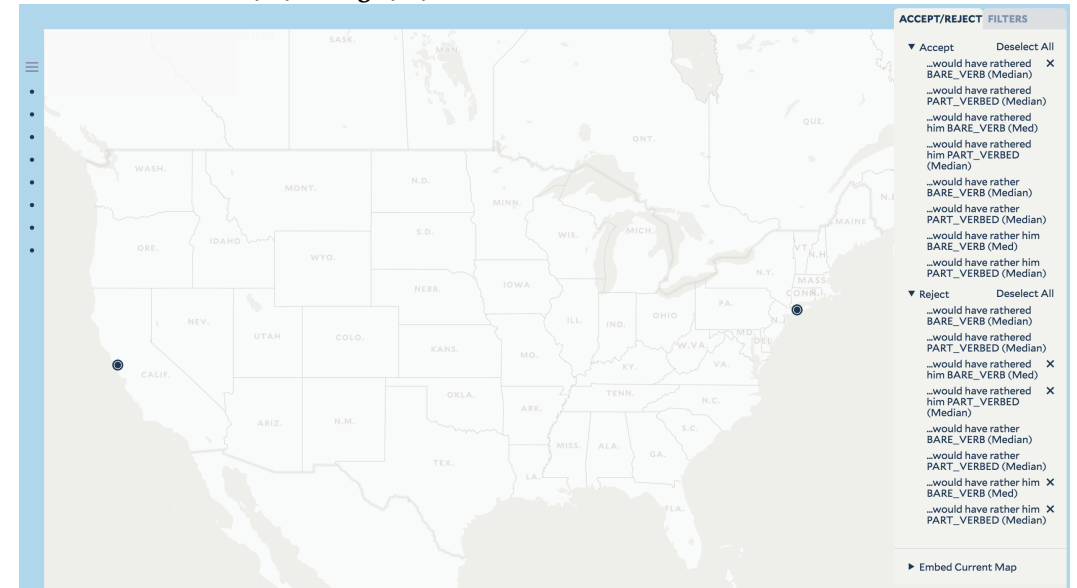 ACCEPT/REJECT FILTERS
▼ Accept Deselect All
...would have rathered ×
BARE_VERB (Median)
...would have rathered
PART_VERBED (Median)
...would have rathered
him BARE_VERB (Med)
...would have rathered
him PART_VERBED
(Median)
...would have rather
BARE_VERB (Median)
...would have rather
PART_VERBED (Median)
...would have rather him
BARE_VERB (Med)
...would have rather him
PART_VERBED (Median)
▼ Reject Deselect All
...would have rathered
BARE_VERB (Median)
...would have rathered
PART_VERBED (Median)
...would have rathered ×
him BARE_VERB (Med)
...would have rathered ×
him PART_VERBED
(Median)
...would have rather
BARE_VERB (Median)
...would have rather
PART_VERBED (Median)
...would have rather him ×
BARE_VERB (Med)
...would have rather him ×
PART_VERBED (Median)
▶ Embed Current Map
SASK.
MAN.
ONT.
QUE.
WASH.
MONT.
N.D.
MINN.
ORE.
IDAHO
WYO.
S.D.
WIS.
MICH.
N.Y.
VT.
N.H.
MAINE
MASS.
CONN.
NEBR.
IOWA
PA.
N.J.
NEV.
UTAH
COLO.
KANS.
MO.
ILL.
IND.
OHIO
W.VA.
MD.
DEL.
CALIF.
KY.
VA.
ARIZ.
N.M.
OKLA.
ARK.
TENN.
N.C.
TEX.
LA.
MISS.
ALA.
GA.
S.C.
FLA.